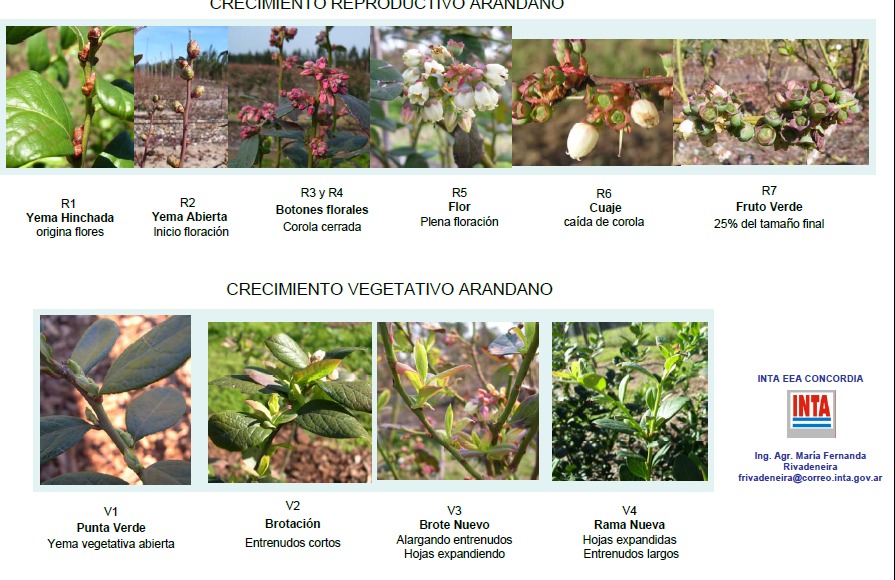 CRECIMIENTO REPRODUCTIVO ARANDANO
R1
Yema Hinchada
origina flores
R2
Yema Abierta
Inicio floración
R3 y R4
Botones florales
Corola cerrada
R5
Flor
Plena floración
R6
Cuaje
caída de corola
R7
Fruto Verde
25% del tamaño final
CRECIMIENTO VEGETATIVO ARANDANO
V1
Punta Verde
Yema vegetativa abierta
V2
Brotación
Entrenudos cortos
V3
Brote Nuevo
Alargando entrenudos
Hojas expandiendo
V4
Rama Nueva
Hojas expandidas
Entrenudos largos
INTA EEA CONCORDIA
INTA
Ing. Agr. María Fernanda
Rivadeneira
frivadeneira@correo.inta.gov.ar